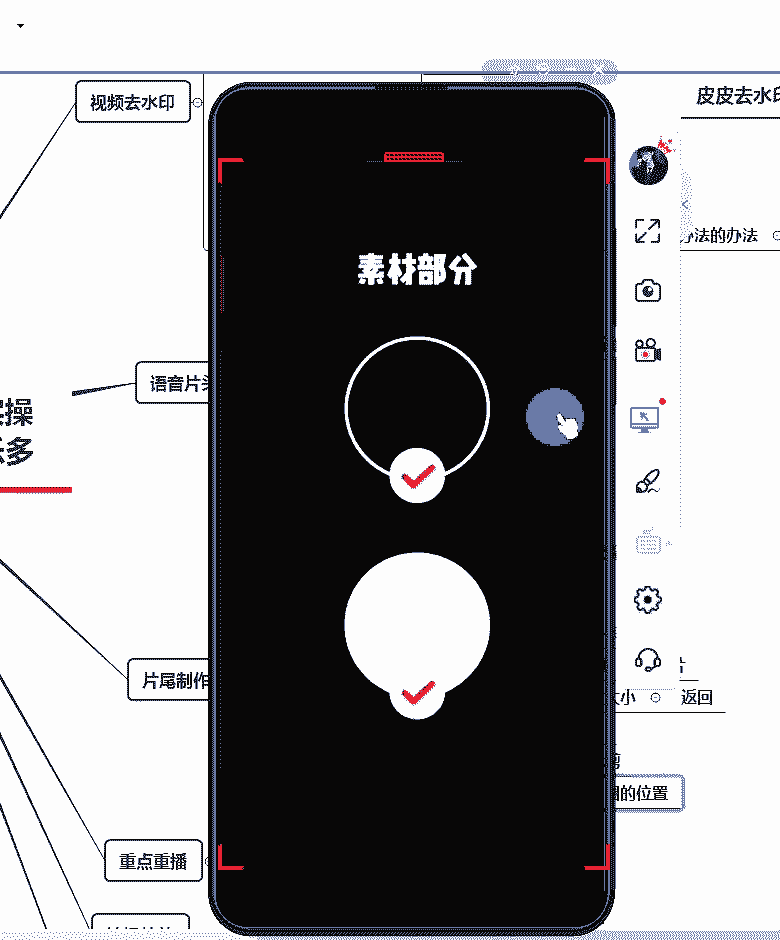 视频去水印
皮皮去水印
办法的办法
素材部分
语音片头
实操
乐多
片尾制作
大小
返回
的位置
重点重播